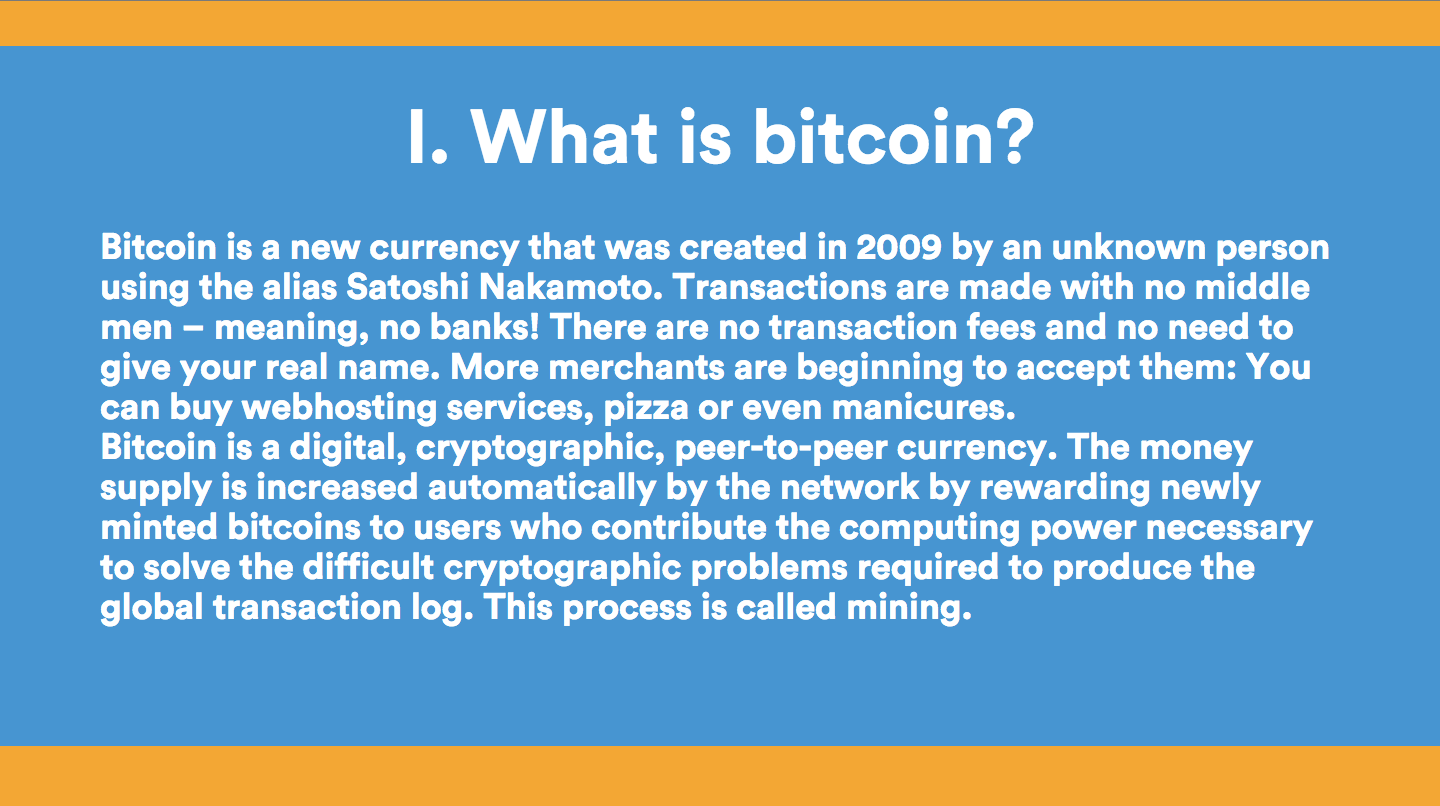 I. What is bitcoin?
Bitcoin is a new currency that was created in 2009 by an unknown person
using the alias Satoshi Nakamoto. Transactions are made with no middle
men – meaning, no banks! There are no transaction fees and no need to
give your real name. More merchants are beginning to accept them: You
can buy webhosting services, pizza or even manicures.
Bitcoin is a digital, cryptographic, peer-to-peer currency. The money
supply is increased automatically by the network by rewarding newly
minted bitcoins to users who contribute the computing power necessary
to solve the difficult cryptographic problems required to produce the
global transaction log. This process is called mining.